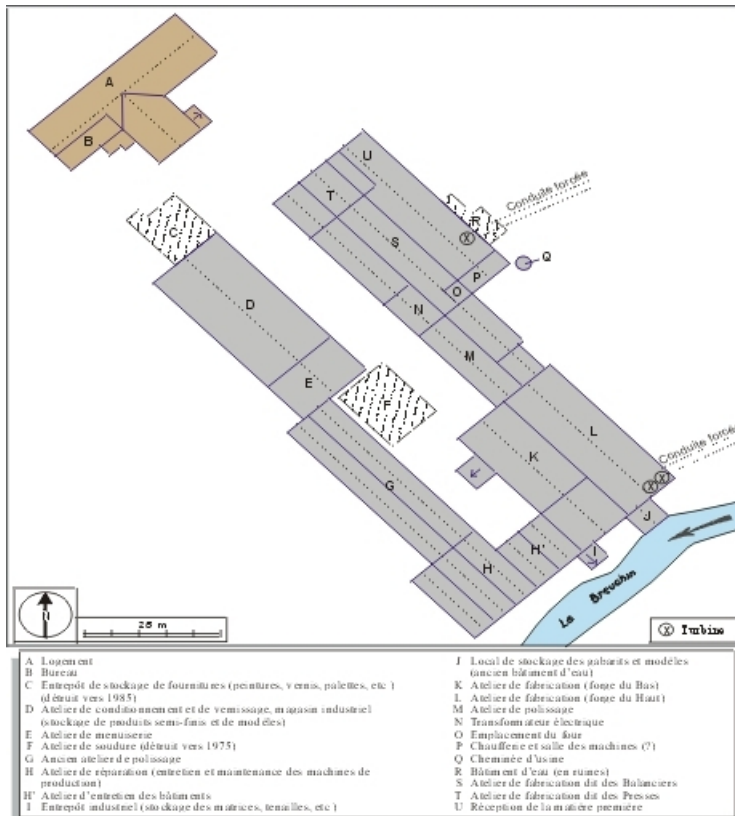 A
B
C
U
T
R
Conduite forcée
S
Q
P
O
D
N
M
E
F
L
K
Conduite forcée
G
J
H'
I
H
Le Breuchin
N
25 m
Turbine
A Logement
B Bureau
C Entrepôt de stockage de fournitures (peintures, vernis, palettes, etc )
(détruit vers 1985)
D Atelier de conditionnement et de vernissage, magasin industriel
(stockage de produits semi-finis et de modèles)
E Atelier de menuiserie
F Atelier de soudure (détruit vers 1975)
G Ancien atelier de polissage
H Atelier de réparation (entretien et maintenance des machines de
production)
H' Atelier d'entretien des bâtiments
I Entrepôt industriel (stockage des matrices, tenailles, etc )
J Local de stockage des gabarits et modèles
(ancien bâtiment d'eau)
K Atelier de fabrication (forge du Bas)
L Atelier de fabrication (forge du Haut)
M Atelier de polissage
N Transformateur électrique
O Emplacement du four
P Chaufferie et salle des machines (?)
Q Cheminée d'usine
R Bâtiment d'eau (en ruines)
S Atelier de fabrication dit des Balanciers
T Atelier de fabrication dit des Presses
U Réception de la matière première